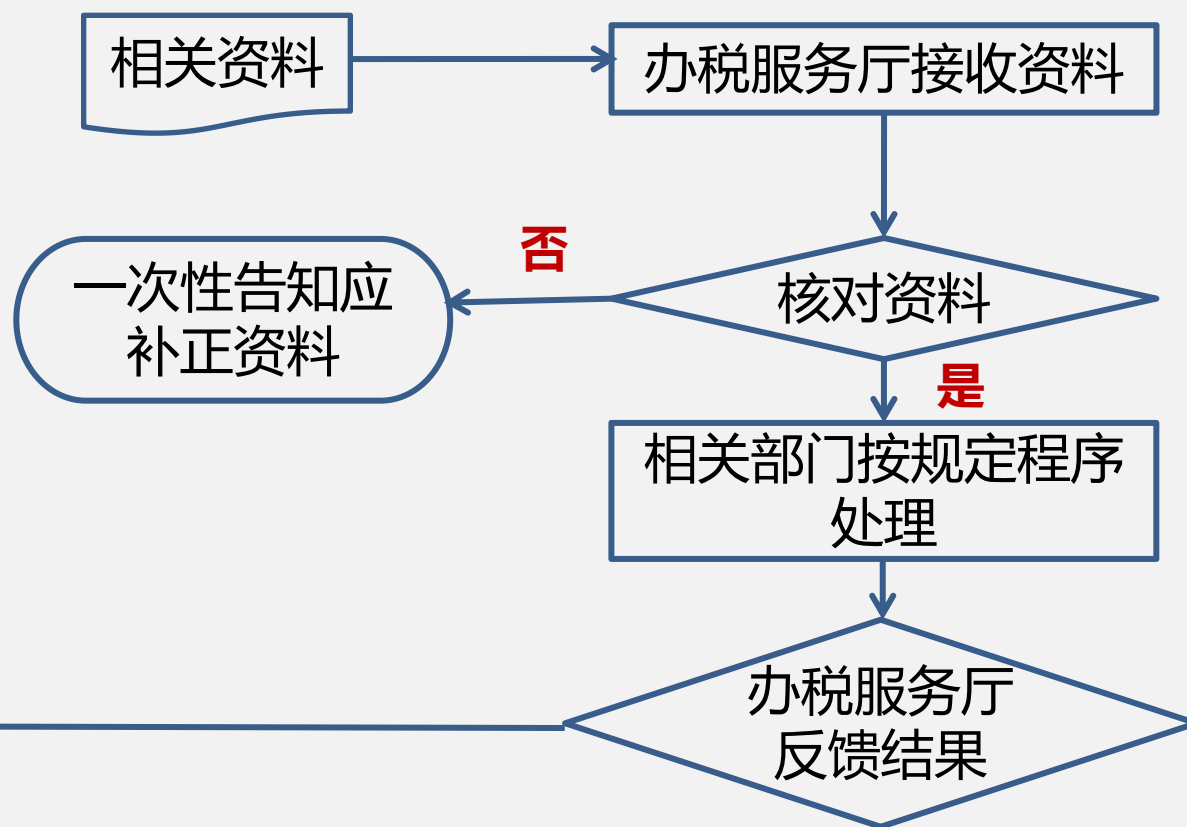 相关资料
办税服务厅接收资料
否
一次性告知应
补正资料
核对资料
是
相关部门按规定程序
处理
办税服务厅
反馈结果